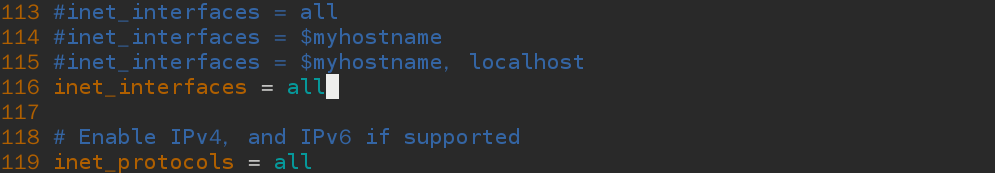 113 #inet_interfaces = all
114 #inet_interfaces = $myhostname
115 #inet_interfaces = $myhostname, localhost
116 inet_interfaces = all
117
118 # Enable IPv4, and IPv6 if supported
119 inet_protocols = all